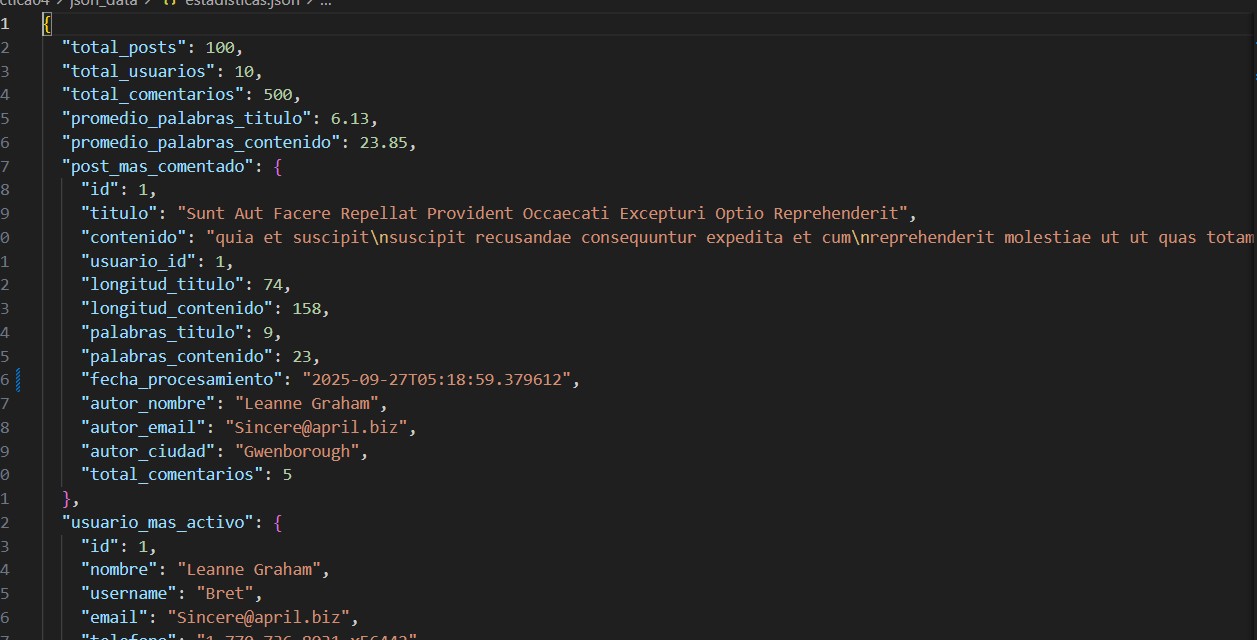 json_data > {} estadisticas.json > ...
1 {
2 "total_posts": 100,
3 "total_usuarios": 10,
4 "total_comentarios": 500,
5 "promedio_palabras_titulo": 6.13,
6 "promedio_palabras_contenido": 23.85,
7 "post_mas_comentado": {
8 "id": 1,
9 "titulo": "Sunt Aut Facere Repellat Provident Occaecati Excepturi Optio Reprehenderit",
0 "contenido": "quia et suscipit\nsuscipit recusandae consequuntur expedita et cum\nreprehenderit molestiae ut ut quas totam
1 "usuario_id": 1,
2 "longitud_titulo": 74,
3 "longitud_contenido": 158,
4 "palabras_titulo": 9,
5 "palabras_contenido": 23,
6 "fecha_procesamiento": "2025-09-27T05:18:59.379612",
7 "autor_nombre": "Leanne Graham",
8 "autor_email": "Sincere@april.biz",
9 "autor_ciudad": "Gwenborough",
0 "total_comentarios": 5
1 },
2 "usuario_mas_activo": {
3 "id": 1,
4 "nombre": "Leanne Graham",
5 "username": "Bret",
6 "email": "Sincere@april.biz",